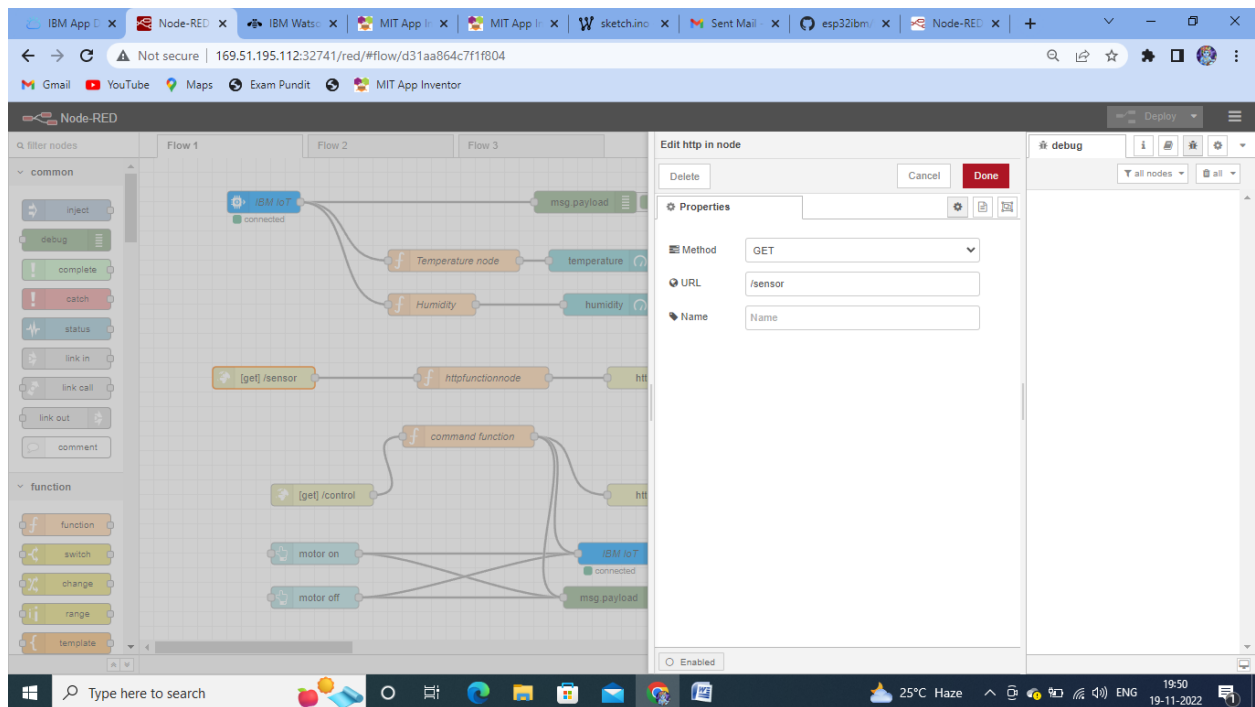 IBM App D
Node-RED
IBM Wats
MIT App In
MIT App In
sketch.ino
Sent Mail -
esp32ibm/
Node-RED
Not secure | 169.51.195.112:32741/red/#flow/d31aa864c7f1f804
Gmail YouTube Maps Exam Pundit MIT App Inventor
Node-RED
Deploy
filter nodes
Flow 1
Flow 2
Flow 3
Edit http in node
debug
common
Delete
Cancel
Done
all nodes
all
inject
debug
complete
catch
status
link in
link call
link out
comment
function
function
switch
change
range
template
IBM IoT
connected
msg.payload
Temperature node
temperature
Humidity
humidity
[get] /sensor
httpfunctionnode
htt
command function
[get] /control
htt
motor on
IBM IoT
connected
motor off
msg.payload
Properties
Method GET
URL /sensor
Name Name
Enabled
Type here to search
25°C Haze
ENG
19:50
19-11-2022